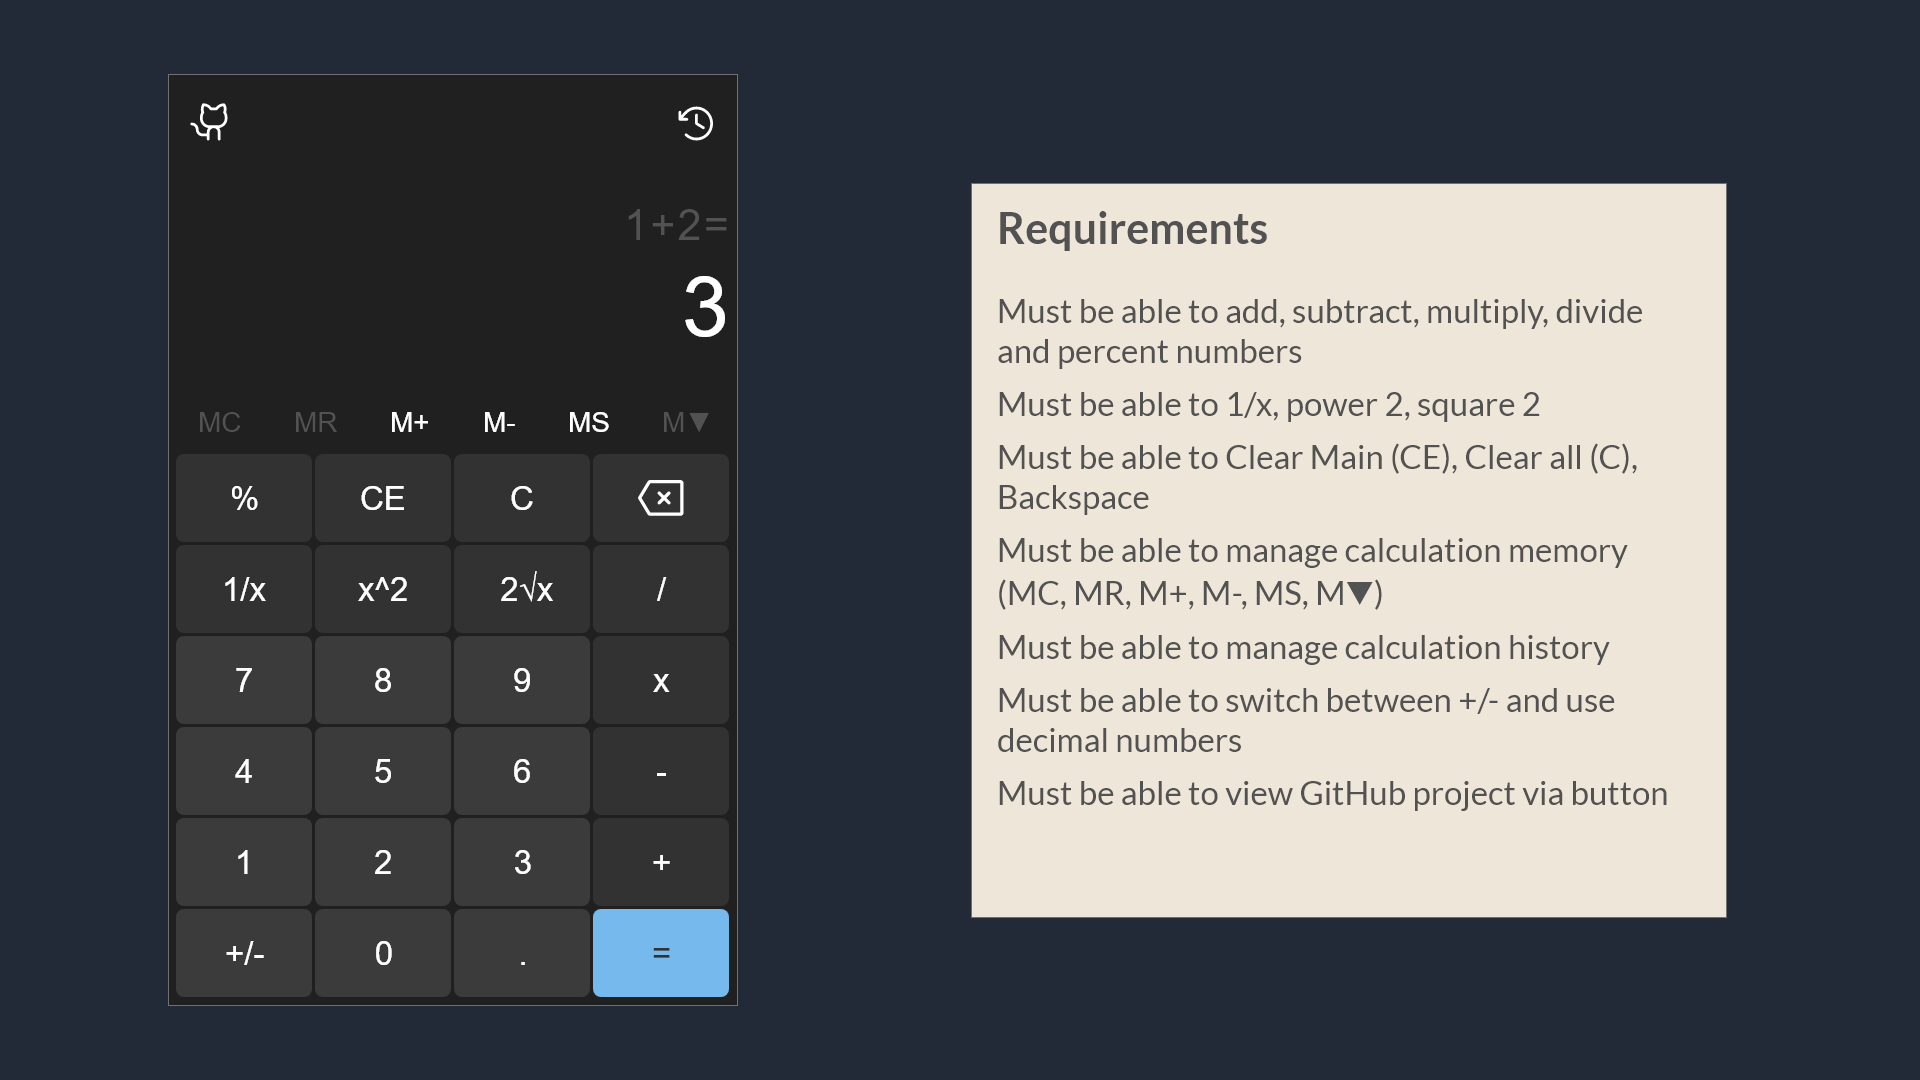 1+2=
3
MC MR M+ M- MS M▼
% CE C
1/x x^2 2√x /
7 8 9 x
4 5 6 -
1 2 3 +
+/- 0 . =
Requirements
Must be able to add, subtract, multiply, divide
and percent numbers
Must be able to 1/x, power 2, square 2
Must be able to Clear Main (CE), Clear all (C),
Backspace
Must be able to manage calculation memory
(MC, MR, M+, M-, MS, M▼)
Must be able to manage calculation history
Must be able to switch between +/- and use
decimal numbers
Must be able to view GitHub project via button